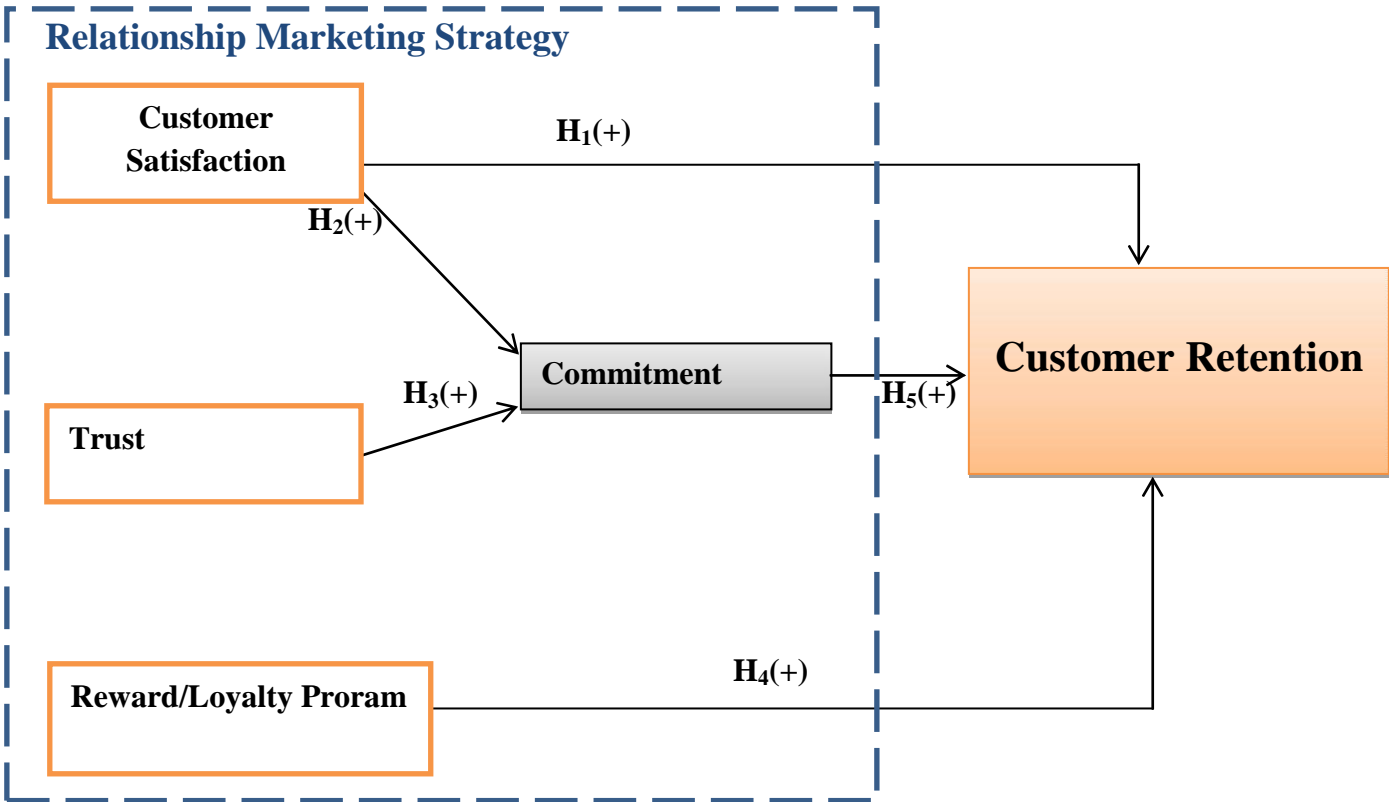 Relationship Marketing Strategy
Customer
Satisfaction
H₁(+)
H₂(+)
Commitment
Customer Retention
H₃(+)
H₅(+)
Trust
H₄(+)
Reward/Loyalty Proram